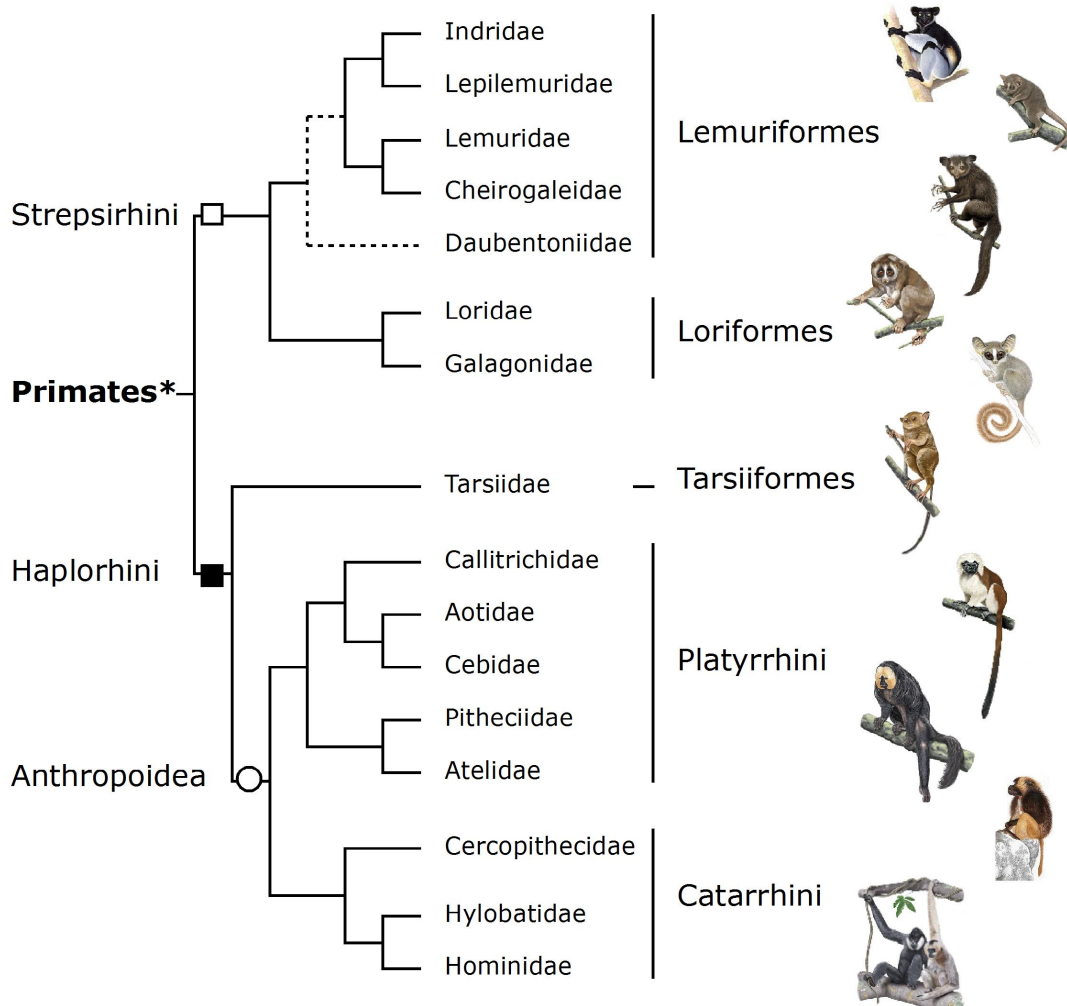 Indridae
Lepilemuridae
Lemuridae
Lemuriformes
Cheirogaleidae
Strepsirhini
Daubentoniidae
Loridae
Loriformes
Galagonidae
Primates*
Tarsiidae
Tarsiiformes
Callitrichidae
Haplorhini
Aotidae
Cebidae
Platyrrhini
Pitheciidae
Atelidae
Anthropoidea
Cercopithecidae
Catarrhini
Hylobatidae
Hominidae